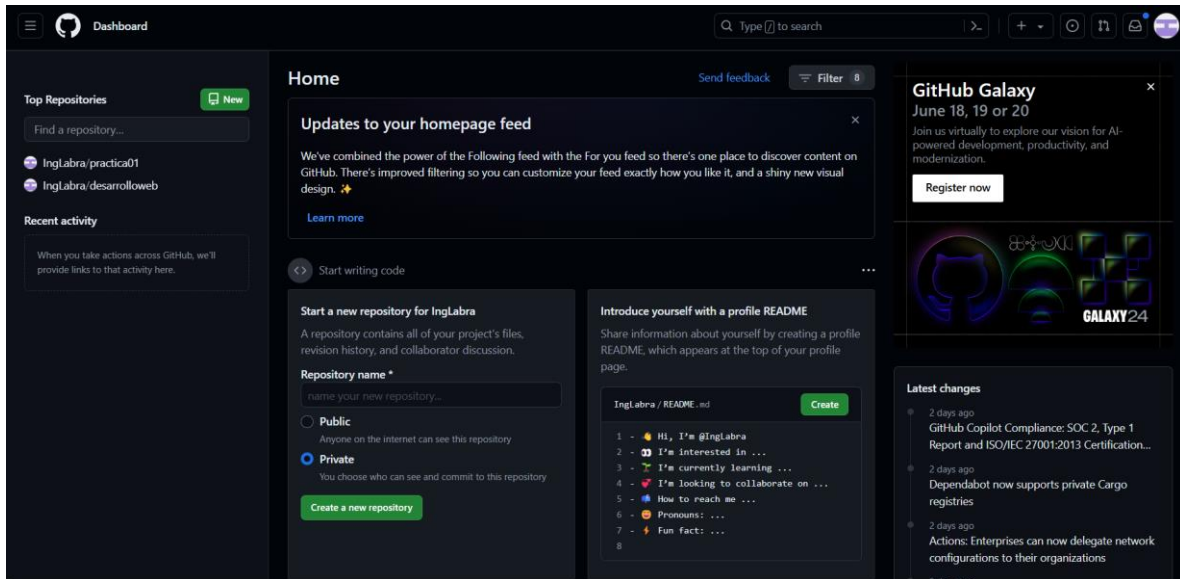 Dashboard
Type / to search
Top Repositories
New
Find a repository...
IngLabra/practica01
IngLabra/desarrolloweb
Recent activity
When you take actions across GitHub, we'll
provide links to that activity here.
Home
Send feedback
Filter 8
Updates to your homepage feed
We've combined the power of the Following feed with the For you feed so there's one place to discover content on
GitHub. There's improved filtering so you can customize your feed exactly how you like it, and a shiny new visual
design. ✨
Learn more
Start writing code
Start a new repository for IngLabra
A repository contains all of your project's files,
revision history, and collaborator discussion.
Repository name *
name your new repository...
Public
Anyone on the internet can see this repository
Private
You choose who can see and commit to this repository
Create a new repository
Introduce yourself with a profile README
Share information about yourself by creating a profile
README, which appears at the top of your profile
page.
IngLabra / README.md
Create
1 - 👋 Hi, I'm @IngLabra
2 - 👀 I'm interested in ...
3 - 🌱 I'm currently learning ...
4 - 💞️ I'm looking to collaborate on ...
5 - 📫 How to reach me ...
6 - 😄 Pronouns: ...
7 - ⚡ Fun fact: ...
8
GitHub Galaxy
June 18, 19 or 20
Join us virtually to explore our vision for AI-
powered development, productivity, and
modernization.
Register now
GALAXY24
Latest changes
2 days ago
GitHub Copilot Compliance: SOC 2, Type 1
Report and ISO/IEC 27001:2013 Certification...
2 days ago
Dependabot now supports private Cargo
registries
2 days ago
Actions: Enterprises can now delegate network
configurations to their organizations